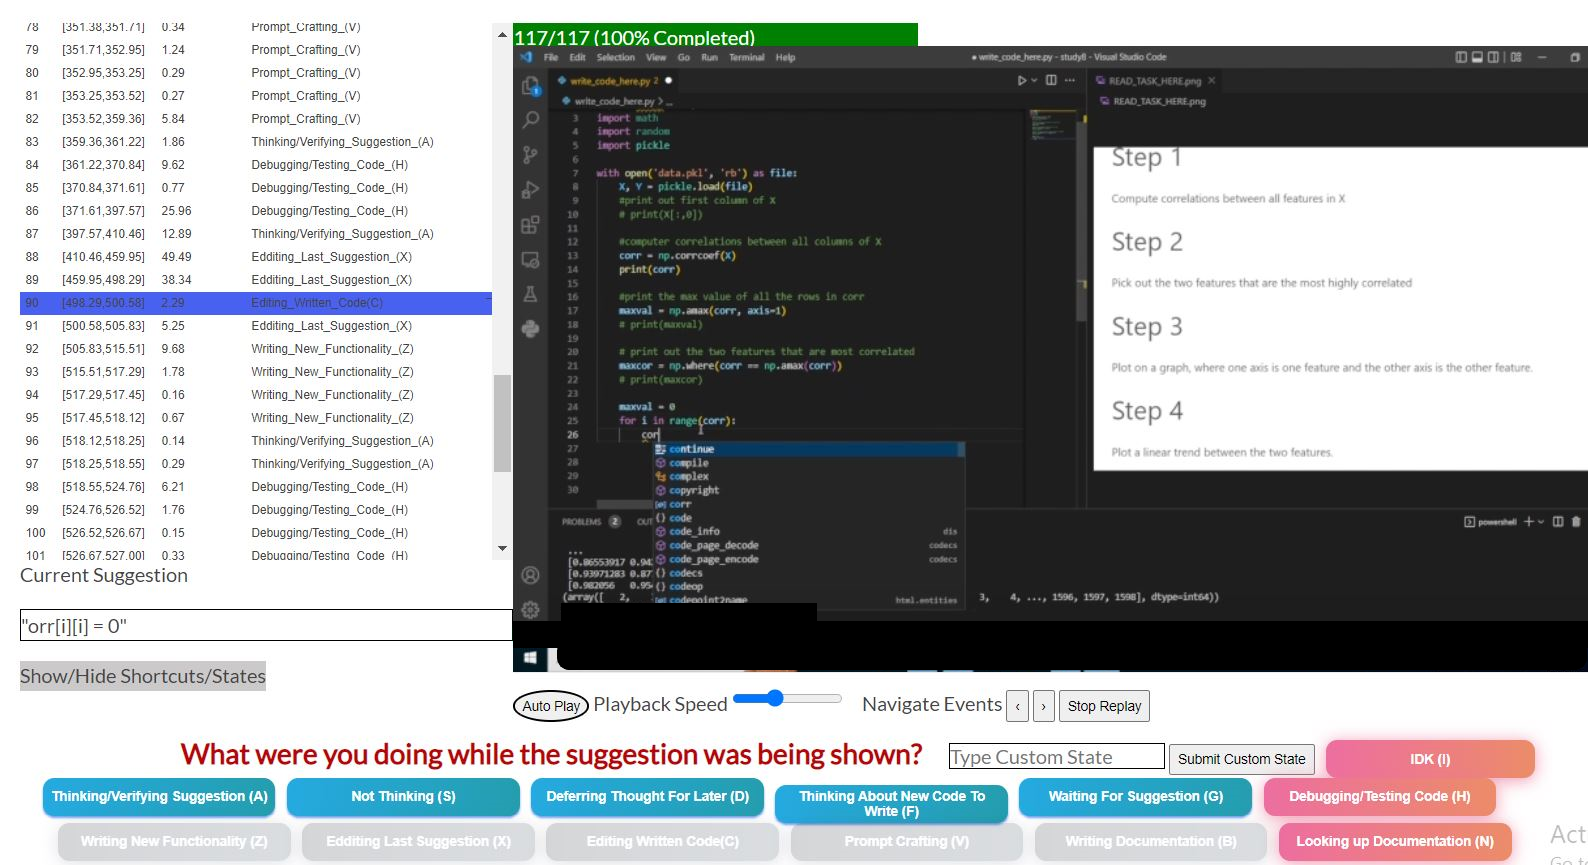 78 [351.38,351.71] 0.34 Prompt_Crafting_(V)
79 [351.71,352.95] 1.24 Prompt_Crafting_(V)
80 [352.95,353.25] 0.29 Prompt_Crafting_(V)
81 [353.25,353.52] 0.27 Prompt_Crafting_(V)
82 [353.52,359.36] 5.84 Prompt_Crafting_(V)
83 [359.36,361.22] 1.86 Thinking/Verifying_Suggestion_(A)
84 [361.22,370.84] 9.62 Debugging/Testing_Code_(H)
85 [370.84,371.61] 0.77 Debugging/Testing_Code_(H)
86 [371.61,397.57] 25.96 Debugging/Testing_Code_(H)
87 [397.57,410.46] 12.89 Thinking/Verifying_Suggestion_(A)
88 [410.46,459.95] 49.49 Edditing_Last_Suggestion_(X)
89 [459.95,498.29] 38.34 Edditing_Last_Suggestion_(X)
90 [498.29,500.58] 2.29 Editing_Written_Code(C)
91 [500.58,505.83] 5.25 Edditing_Last_Suggestion_(X)
92 [505.83,515.51] 9.68 Writing_New_Functionality_(Z)
93 [515.51,517.29] 1.78 Writing_New_Functionality_(Z)
94 [517.29,517.45] 0.16 Writing_New_Functionality_(Z)
95 [517.45,518.12] 0.67 Writing_New_Functionality_(Z)
96 [518.12,518.25] 0.14 Thinking/Verifying_Suggestion_(A)
97 [518.25,518.55] 0.29 Thinking/Verifying_Suggestion_(A)
98 [518.55,524.76] 6.21 Debugging/Testing_Code_(H)
99 [524.76,526.52] 1.76 Debugging/Testing_Code_(H)
100 [526.52,526.67] 0.15 Debugging/Testing_Code_(H)
101 [526.67,527.00] 0.33 Debugging/Testing_Code_(H)
Current Suggestion
"orr[i][i] = 0"
Show/Hide Shortcuts/States
117/117 (100% Completed)
File Edit Selection View Go Run Terminal Help
● write_code_here.py - study8 - Visual Studio Code
write_code_here.py 2 ●
write_code_here.py > ...
3 import math
4 import random
5 import pickle
6
7 with open('data.pkl', 'rb') as file:
8 X, Y = pickle.load(file)
9 #print out first column of X
10 # print(X[:,0])
11
12 #computer correlations between all columns of X
13 corr = np.corrcoef(X)
14 print(corr)
15
16 #print the max value of all the rows in corr
17 maxval = np.amax(corr, axis=1)
18 # print(maxval)
19
20 # print out the two features that are most correlated
21 maxcor = np.where(corr == np.amax(corr))
22 # print(maxcor)
23
24 maxval = 0
25 for i in range(corr):
26 cor
27
28
29
30
continue
compile
complex
copyright
corr
code
code_info dis
code_page_decode codecs
code_page_encode codecs
codecs
codeop
codepoint2name html.entities
PROBLEMS 2 OUT
powershell
...
[0.86553917 0.94
[0.93971283 0.87
[0.982056 0.95
(array([ 2, 3, 4, ..., 1596, 1597, 1598], dtype=int64))
READ_TASK_HERE.png
READ_TASK_HERE.png
Step 1
Compute correlations between all features in X
Step 2
Pick out the two features that are the most highly correlated
Step 3
Plot on a graph, where one axis is one feature and the other axis is the other feature.
Step 4
Plot a linear trend between the two features.
Auto Play Playback Speed Navigate Events ‹ › Stop Replay
What were you doing while the suggestion was being shown? Type Custom State Submit Custom State IDK (I)
Thinking/Verifying Suggestion (A) Not Thinking (S) Deferring Thought For Later (D) Thinking About New Code To Write (F) Waiting For Suggestion (G) Debugging/Testing Code (H)
Writing New Functionality (Z) Edditing Last Suggestion (X) Editing Written Code(C) Prompt Crafting (V) Writing Documentation (B) Looking up Documentation (N)
Act
Go to